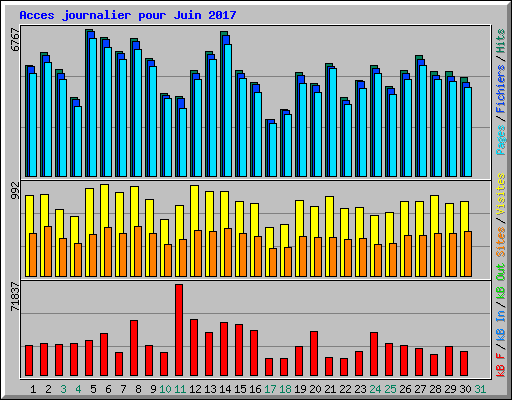 Acces journalier pour Juin 2017
6767
992
71837
Pages / Fichiers / Hits
Sites / Visites
kB F / kB In / kB Out
1 2 3 4 5 6 7 8 9 10 11 12 13 14 15 16 17 18 19 20 21 22 23 24 25 26 27 28 29 30 31